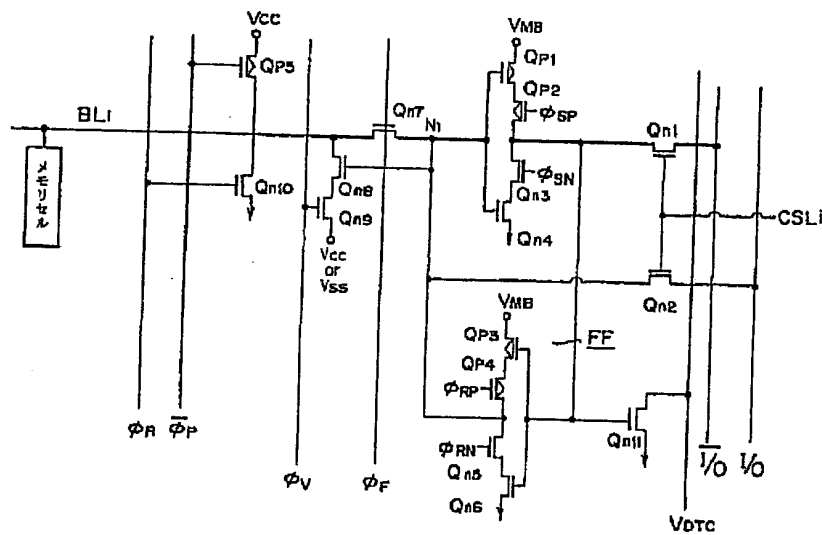 VCC
QP5
BLi
Qn7
N1
メモリセル
Qn10
Qn8
Qn9
VCC
or
VSS
VMB
QP1
QP2
φSP
φSN
Qn3
Qn4
Qn1
CSLi
Qn2
VMB
QP3
QP4
φRP
φRN
Qn5
Qn6
FF
Qn11
φR
φ̅P
φV
φF
VDTC
I̅/̅O̅
I/O